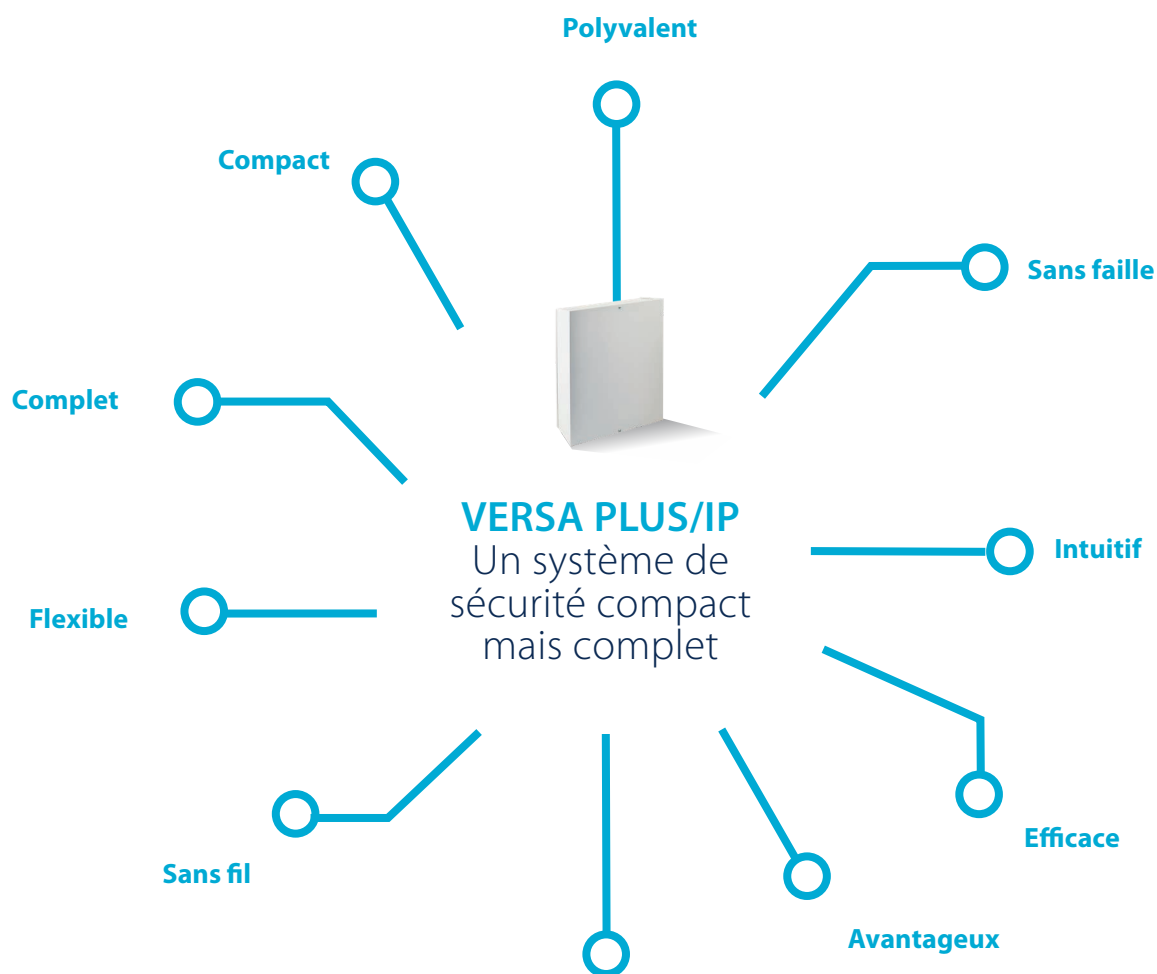 Polyvalent
Compact
Sans faille
Complet
VERSA PLUS/IP
Un système de
sécurité compact
mais complet
Intuitif
Flexible
Efficace
Sans fil
Avantageux